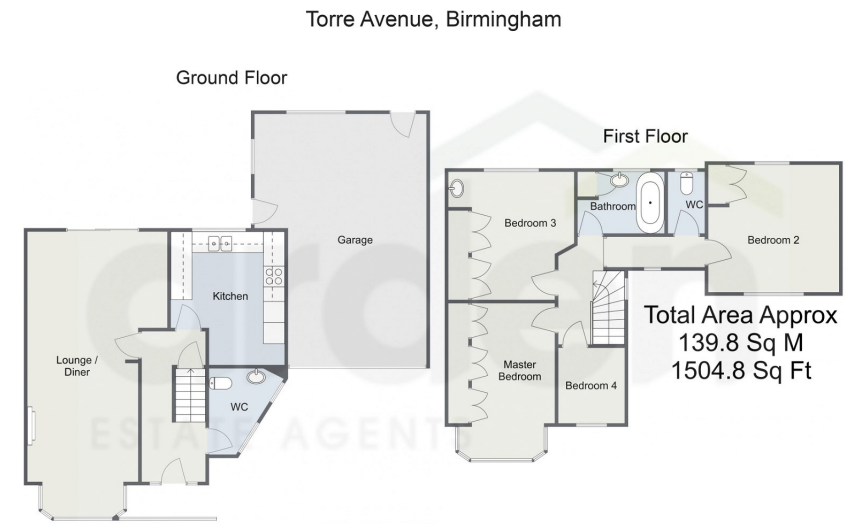 Torre Avenue, Birmingham
Ground Floor
First Floor
Garage
Kitchen
Lounge /
Diner
WC
Bedroom 3
Bathroom
WC
Bedroom 2
Master
Bedroom
Bedroom 4
Total Area Approx
139.8 Sq M
1504.8 Sq Ft
arden
ESTATE AGENTS